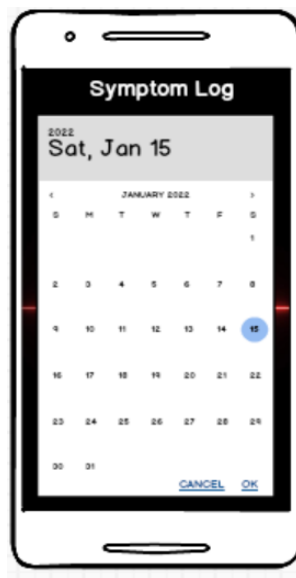 Symptom Log
2022
Sat, Jan 15
< JANUARY 2022 >
S M T W T F S
1
2 3 4 5 6 7 8
9 10 11 12 13 14 15
16 17 18 19 20 21 22
23 24 25 26 27 28 29
30 31
CANCEL OK